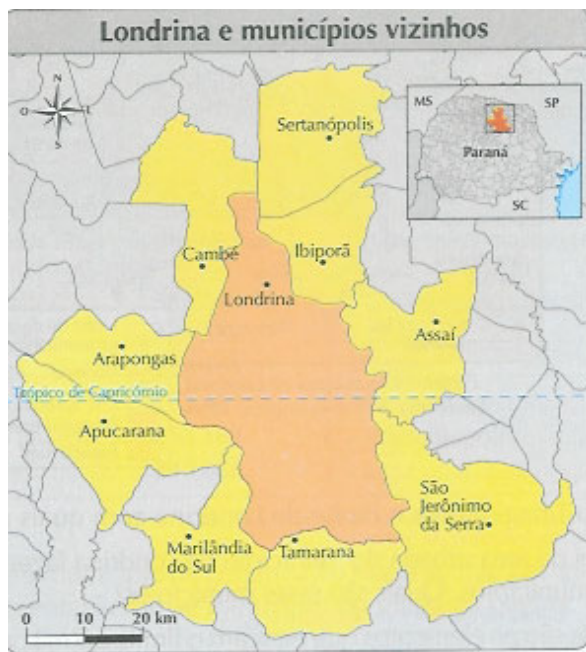 Londrina e municípios vizinhos
N
O
L
S
MS
SP
Paraná
SC
Sertanópolis
Cambé
Ibiporã
Londrina
Assaí
Arapongas
Trópico de Capricórnio
Apucarana
São
Jerônimo
da Serra
Marilândia
do Sul
Tamarana
0 10 20 km